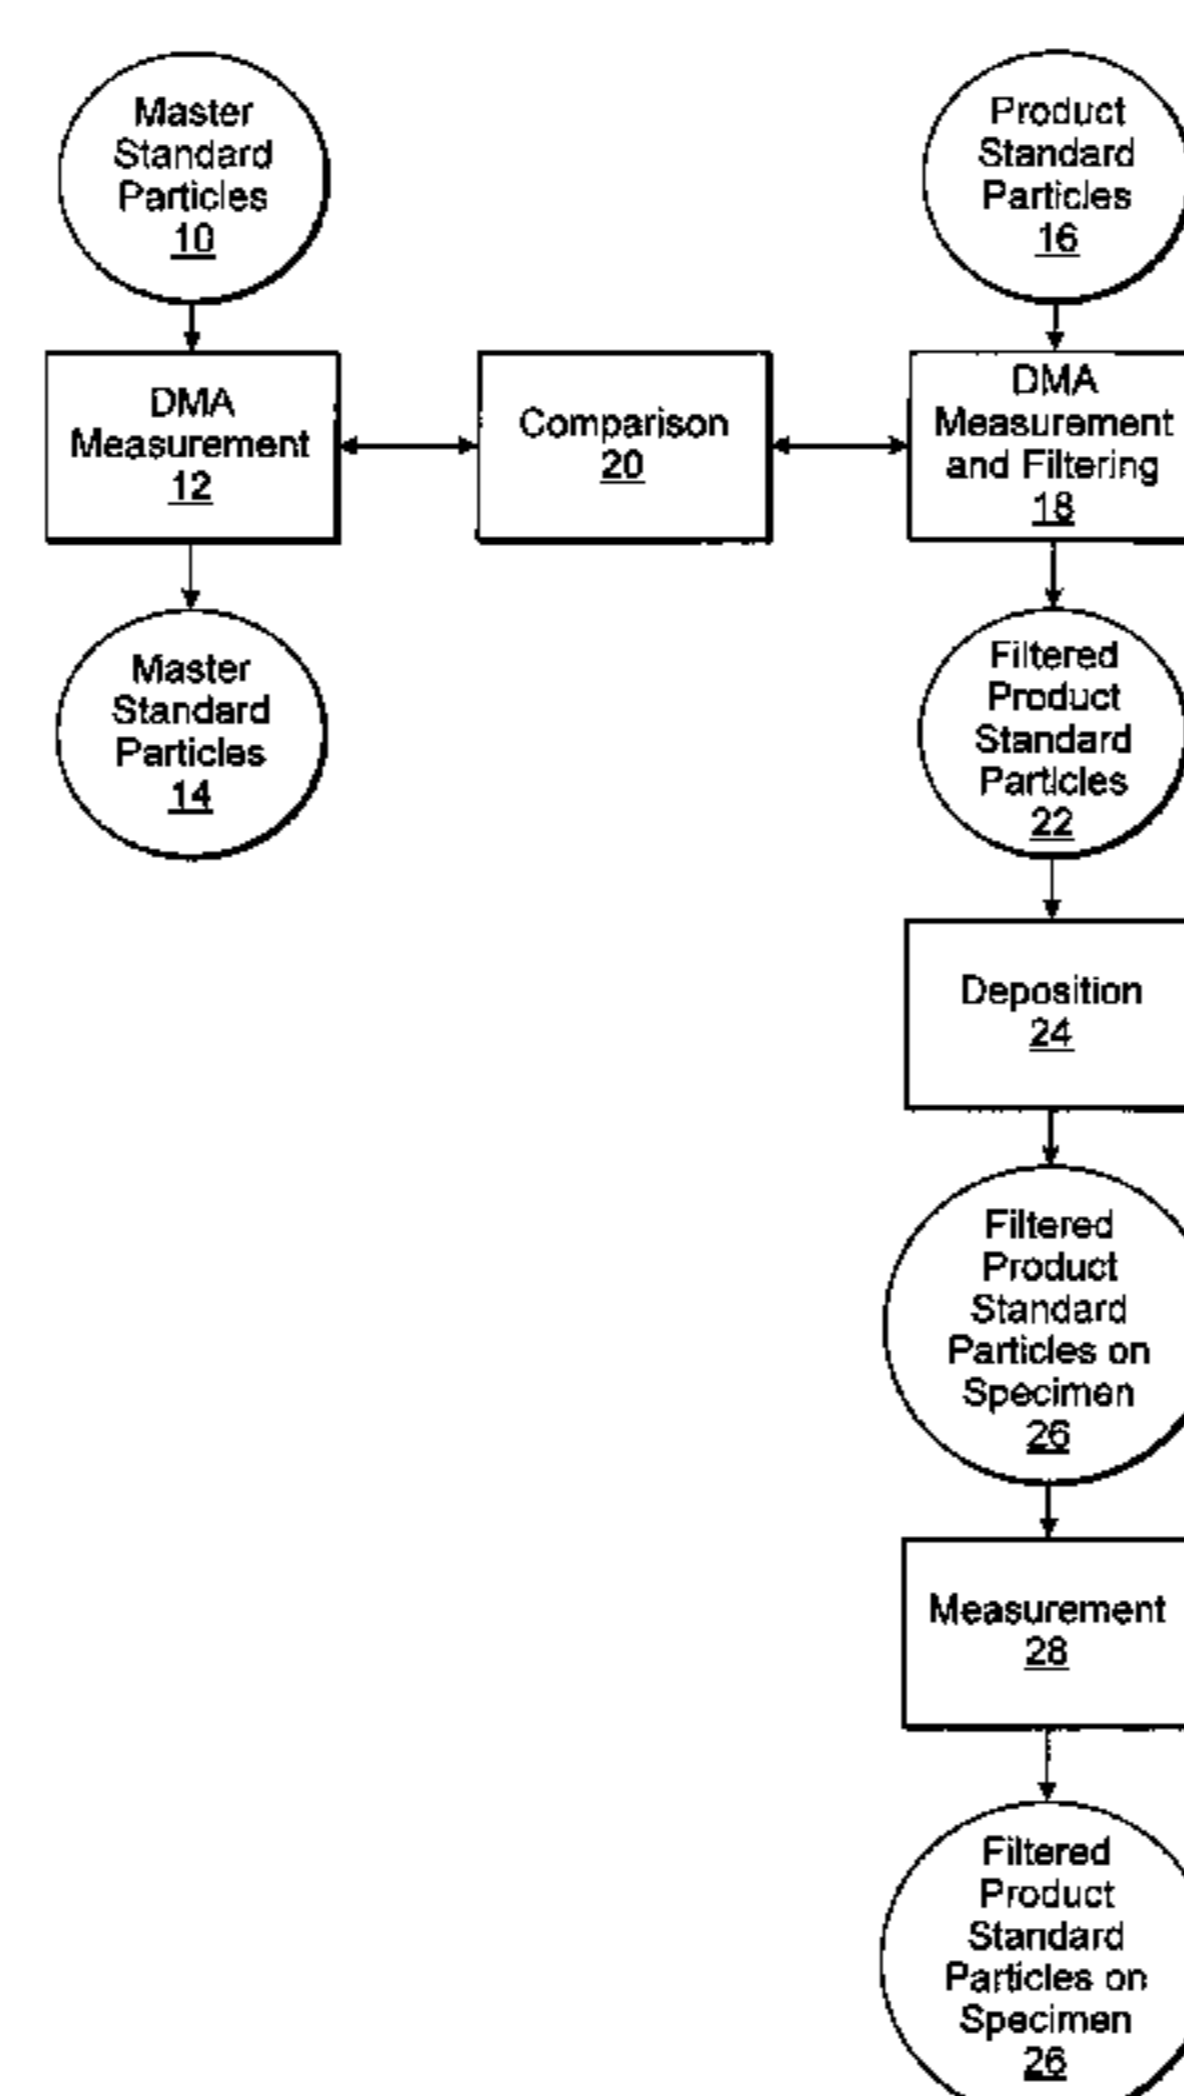 Master
Standard
Particles
10
DMA
Measurement
12
Master
Standard
Particles
14
Comparison
20
Product
Standard
Particles
16
DMA
Measurement
and Filtering
18
Filtered
Product
Standard
Particles
22
Deposition
24
Filtered
Product
Standard
Particles on
Specimen
26
Measurement
28
Filtered
Product
Standard
Particles on
Specimen
26